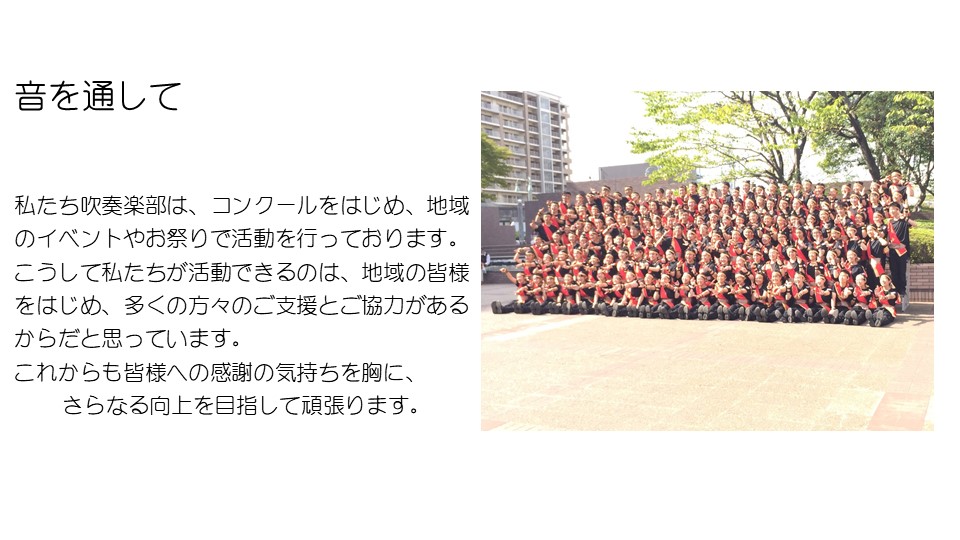 音を通して
私たち吹奏楽部は、コンクールをはじめ、地域
のイベントやお祭りで活動を行っております。
こうして私たちが活動できるのは、地域の皆様
をはじめ、多くの方々のご支援とご協力がある
からだと思っています。
これからも皆様への感謝の気持ちを胸に、
さらなる向上を目指して頑張ります。